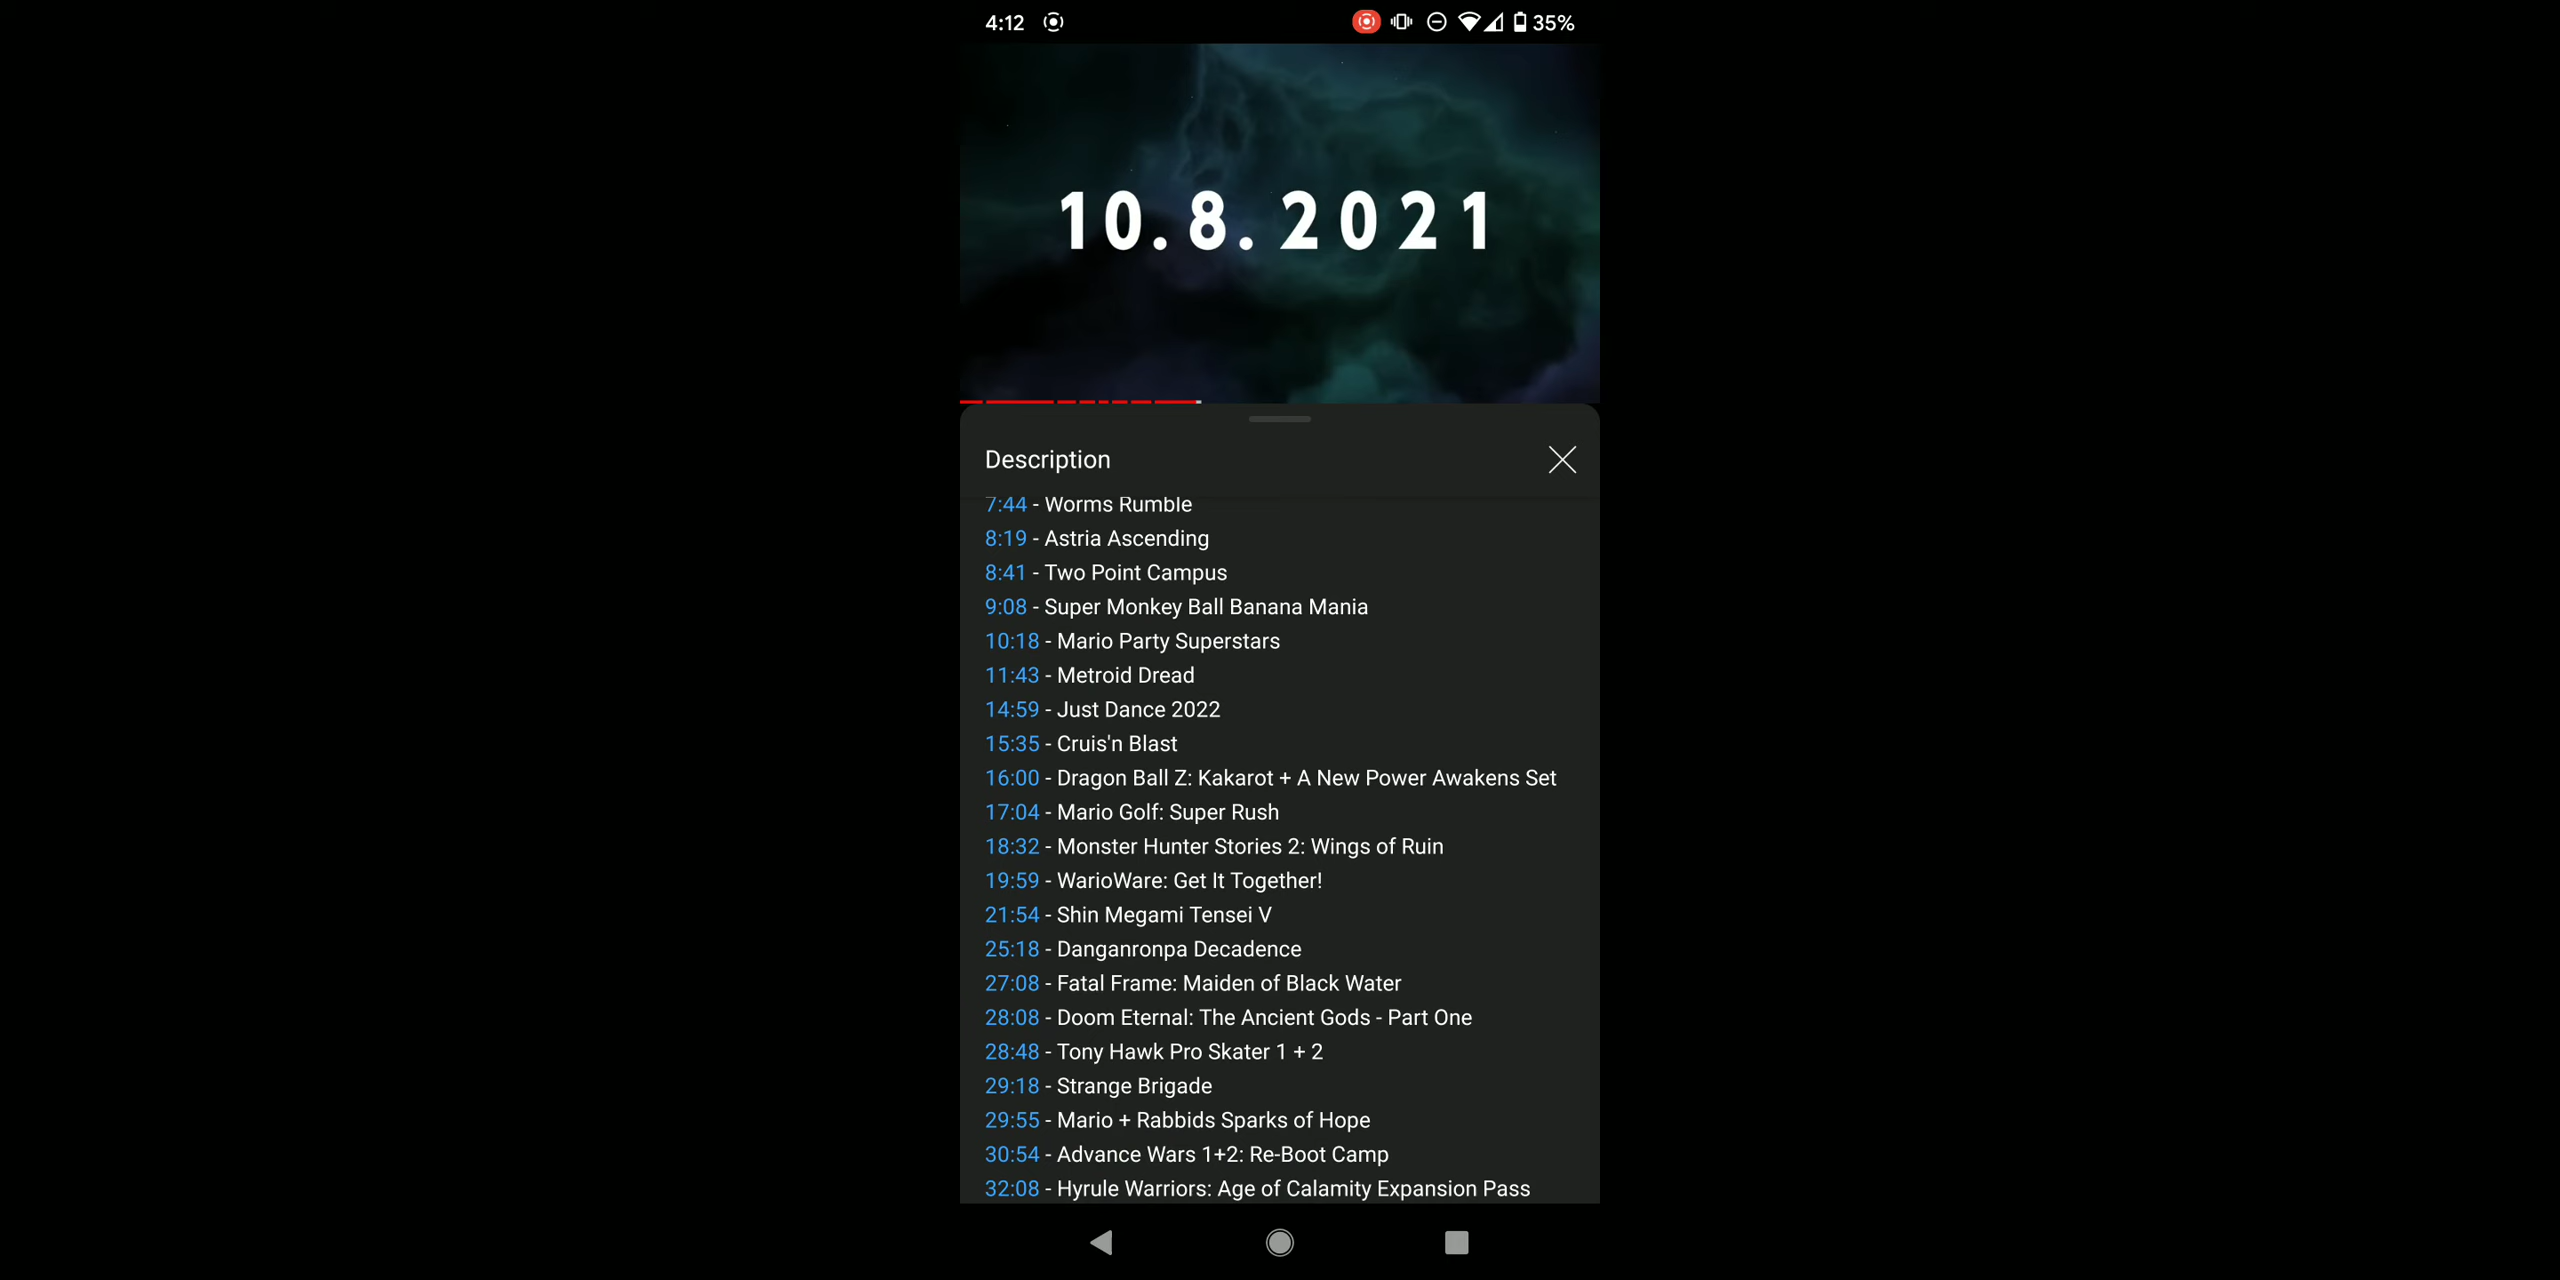 4:12
35%
10.8.2021
Description
7:44 - Worms Rumble
8:19 - Astria Ascending
8:41 - Two Point Campus
9:08 - Super Monkey Ball Banana Mania
10:18 - Mario Party Superstars
11:43 - Metroid Dread
14:59 - Just Dance 2022
15:35 - Cruis'n Blast
16:00 - Dragon Ball Z: Kakarot + A New Power Awakens Set
17:04 - Mario Golf: Super Rush
18:32 - Monster Hunter Stories 2: Wings of Ruin
19:59 - WarioWare: Get It Together!
21:54 - Shin Megami Tensei V
25:18 - Danganronpa Decadence
27:08 - Fatal Frame: Maiden of Black Water
28:08 - Doom Eternal: The Ancient Gods - Part One
28:48 - Tony Hawk Pro Skater 1 + 2
29:18 - Strange Brigade
29:55 - Mario + Rabbids Sparks of Hope
30:54 - Advance Wars 1+2: Re-Boot Camp
32:08 - Hyrule Warriors: Age of Calamity Expansion Pass